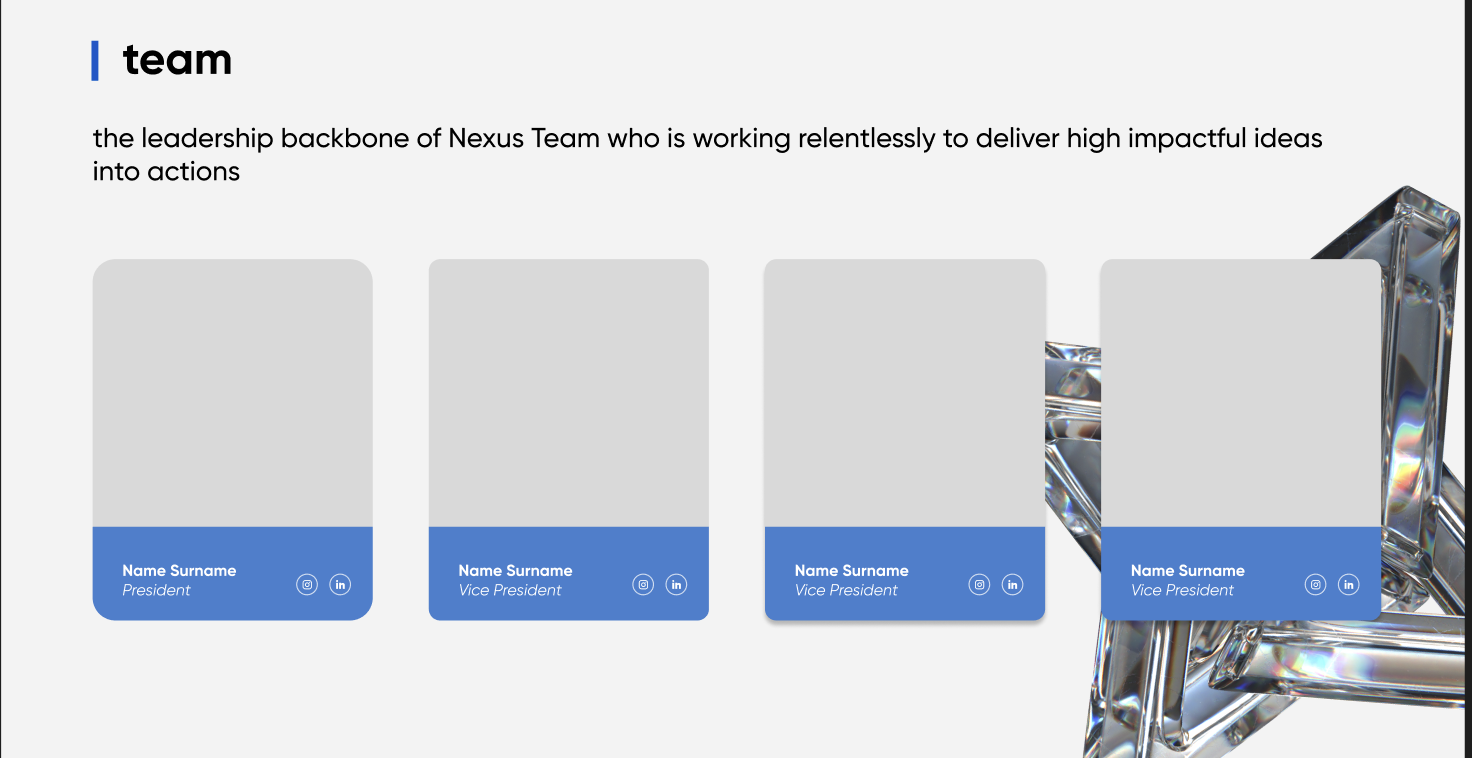 team
the leadership backbone of Nexus Team who is working relentlessly to deliver high impactful ideas
into actions
Name Surname
President
in
Name Surname
Vice President
in
Name Surname
Vice President
in
Name Surname
Vice President
in